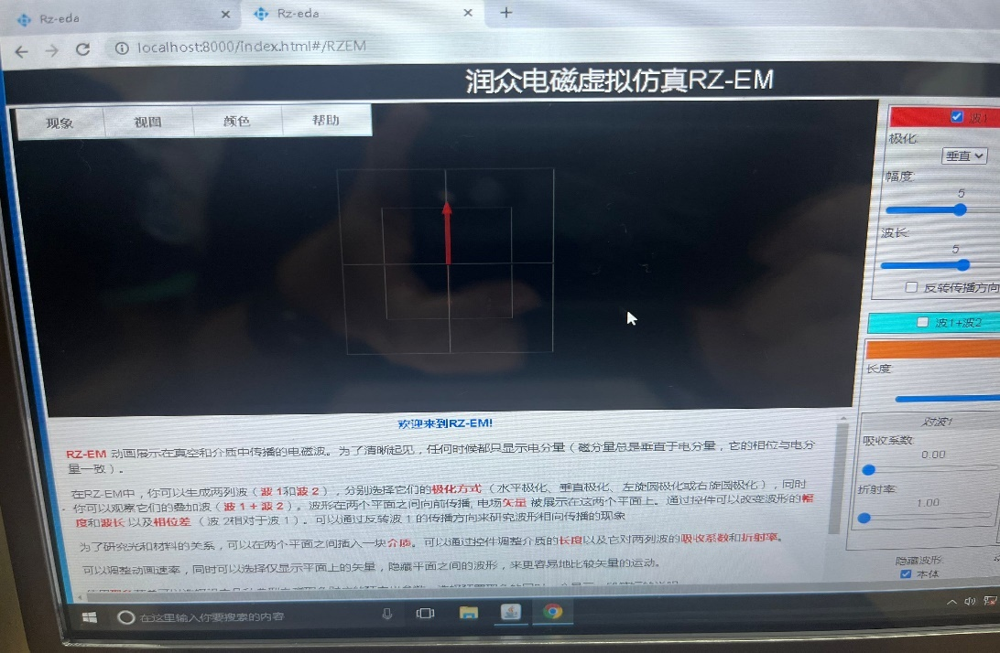 Rz-eda
Rz-eda
localhost:8000/index.html#/RZEM
润众电磁虚拟仿真RZ-EM
现象
视图
颜色
帮助
波1
极化:
垂直
幅度:
5
波长:
5
反转传播方向
波1+波2
长度:
对波1
吸收系数:
0.00
折射率:
1.00
隐藏波形:
本体
欢迎来到RZ-EM!
RZ-EM 动画展示在真空和介质中传播的电磁波。为了清晰起见，任何时候都只显示电分量（磁分量总是垂直于电分量，它的相位与电分
量一致）。
在RZ-EM中，你可以生成两列波（波 1和波 2），分别选择它们的极化方式（水平极化、垂直极化、左旋圆极化或右旋圆极化），同时
你可以观察它们的叠加波（波 1 + 波 2）。波形在两个平面之间向前传播, 电场矢量 被展示在这两个平面上。通过控件可以改变波形的幅
度和波长 以及相位差（波 2相对于波 1）。可以通过反转波 1 的传播方向来研究波形相向传播的现象
为了研究光和材料的关系，可以在两个平面之间插入一块介质。可以通过控件调整介质的长度以及它对两列波的吸收系数和折射率。
可以调整动画速率，同时可以选择仅显示平面上的矢量，隐藏平面之间的波形，来更容易地比较矢量的运动。
在这里输入你要搜索的内容